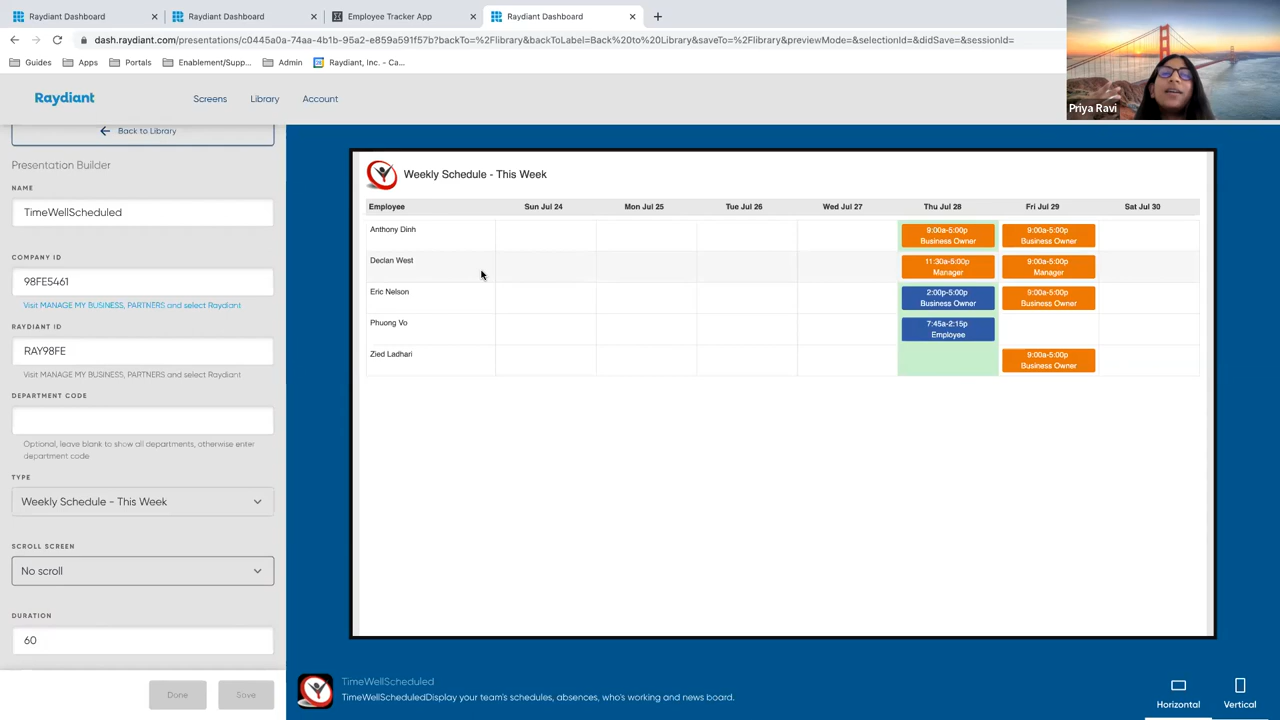 Raydiant Dashboard
Raydiant Dashboard
Employee Tracker App
Raydiant Dashboard
dash.raydiant.com/presentations/c0445a0a-74aa-4b1b-95a2-e859a591f57b?backTo=%2Flibrary&backToLabel=Back%20to%20Library&saveTo=%2Flibrary&previewMode=&selectionId=&didSave=&sessionId=
Guides
Apps
Portals
Enablement/Supp...
Admin
Raydiant, Inc. - Ca...
Priya Ravi
Raydiant
Screens
Library
Account
Back to Library
Presentation Builder
NAME
TimeWellScheduled
COMPANY ID
98FE5461
Visit MANAGE MY BUSINESS, PARTNERS and select Raydiant
RAYDIANT ID
RAY98FE
Visit MANAGE MY BUSINESS, PARTNERS and select Raydiant
DEPARTMENT CODE
Optional, leave blank to show all departments, otherwise enter
department code
TYPE
Weekly Schedule - This Week
SCROLL SCREEN
No scroll
DURATION
60
Done
Save
Weekly Schedule - This Week
Employee Sun Jul 24 Mon Jul 25 Tue Jul 26 Wed Jul 27 Thu Jul 28 Fri Jul 29 Sat Jul 30
Anthony Dinh 9:00a-5:00p 9:00a-5:00p
Business Owner Business Owner
Declan West 11:30a-5:00p 9:00a-5:00p
Manager Manager
Eric Nelson 2:00p-5:00p 9:00a-5:00p
Business Owner Business Owner
Phuong Vo 7:45a-2:15p
Employee
Zied Ladhari 9:00a-5:00p
Business Owner
TimeWellScheduled
TimeWellScheduledDisplay your team's schedules, absences, who's working and news board.
Horizontal
Vertical